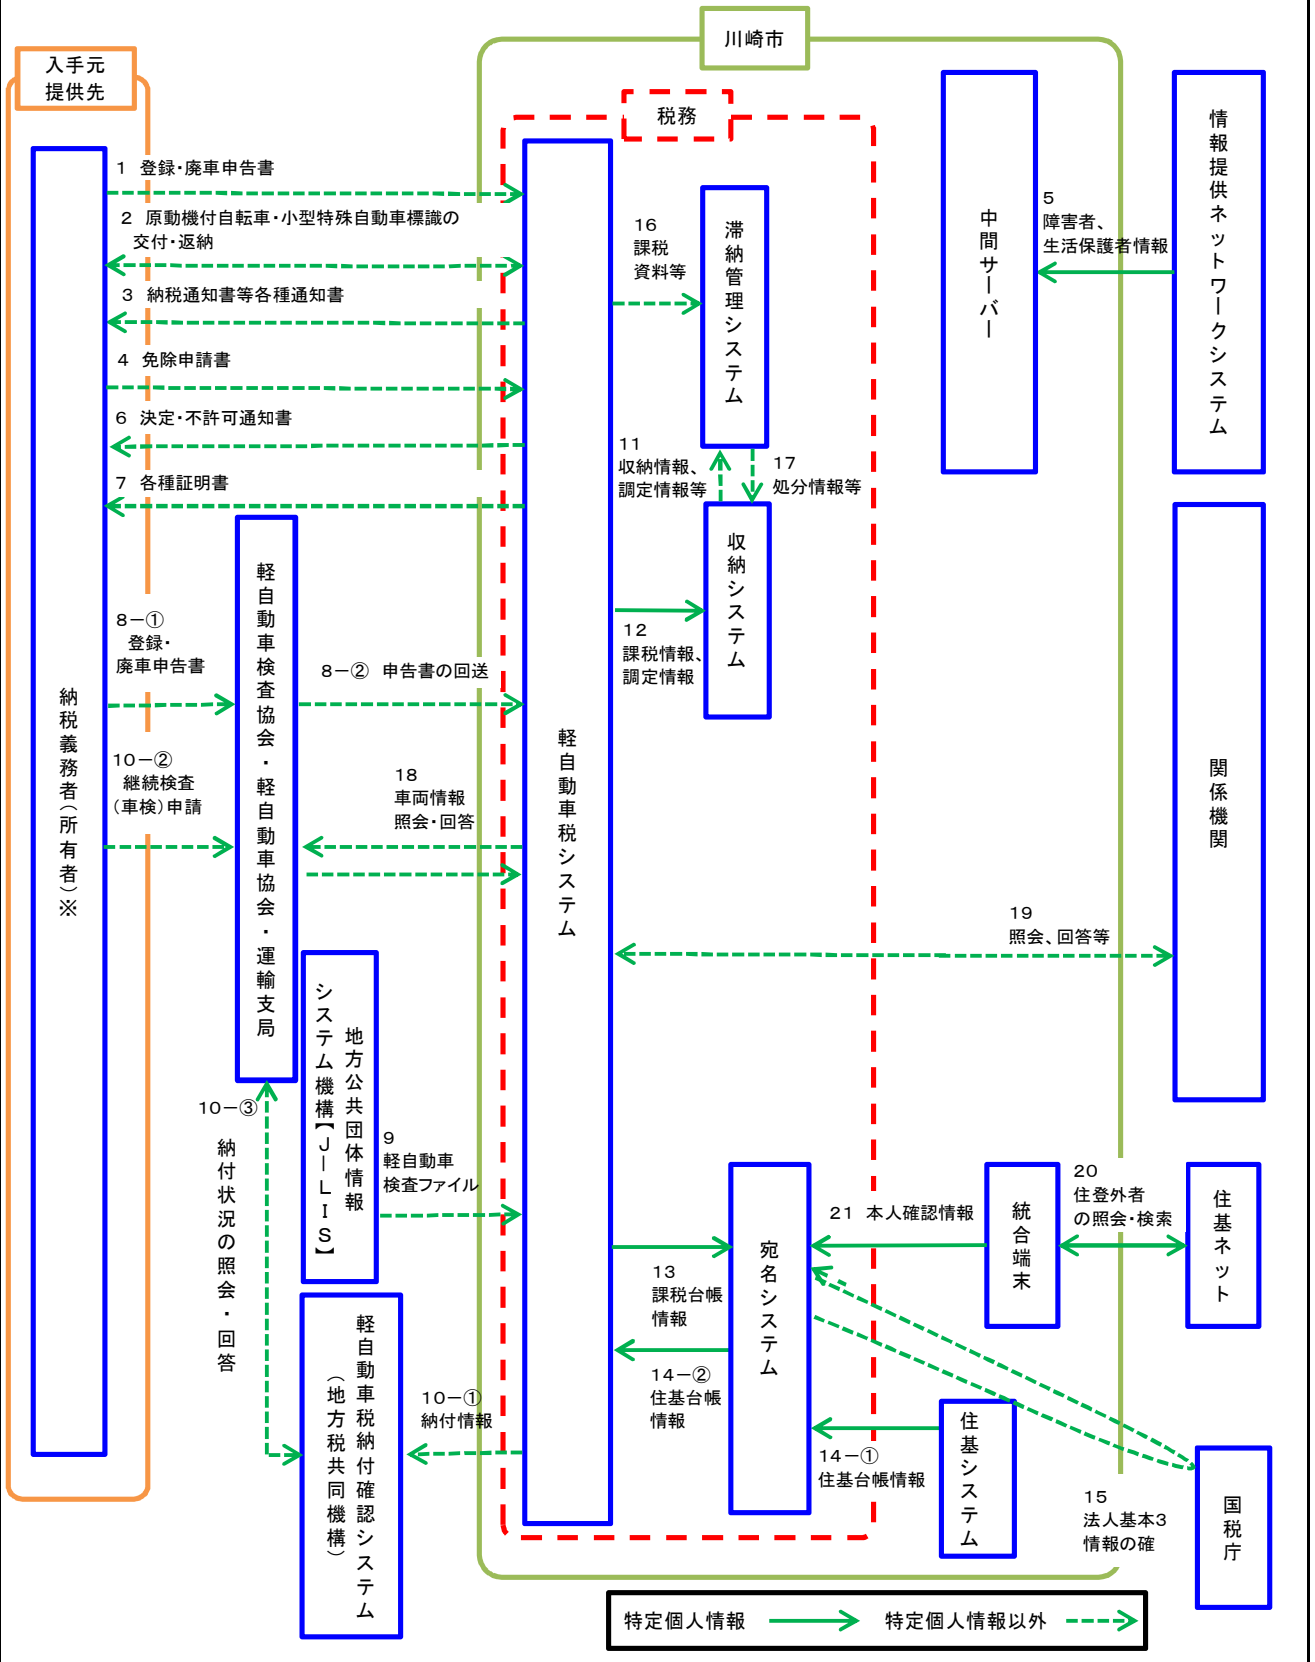 川崎市
入手元
提供先
税務
1　登録・廃車申告書
2　原動機付自転車・小型特殊自動車標識の
交付・返納
3　納税通知書等各種通知書
4　免除申請書
6　決定・不許可通知書
7　各種証明書
8－①
登録・
廃車申告書
8－②　申告書の回送
10－②
継続検査
（車検）申請
18
車両情報
照会・回答
納税義務者（所有者）※
軽自動車検査協会・軽自動車協会・運輸支局
地方公共団体情報
システム機構【J－LIS】
9
軽自動車
検査ファイル
10－③
納付状況の照会・回答
軽自動車税納付確認システム
（地方税共同機構）
10－①
納付情報
軽自動車税システム
16
課税
資料等
滞納管理システム
11
収納情報、
調定情報等
17
処分情報等
収納システム
12
課税情報、
調定情報
中間サーバー
5
障害者、
生活保護者情報
情報提供ネットワークシステム
関係機関
19
照会、回答等
宛名システム
13
課税台帳
情報
14－②
住基台帳
情報
21　本人確認情報
統合端末
20
住登外者
の照会・検索
住基ネット
14－①
住基台帳情報
住基システム
15
法人基本3
情報の確
国税庁
特定個人情報
特定個人情報以外